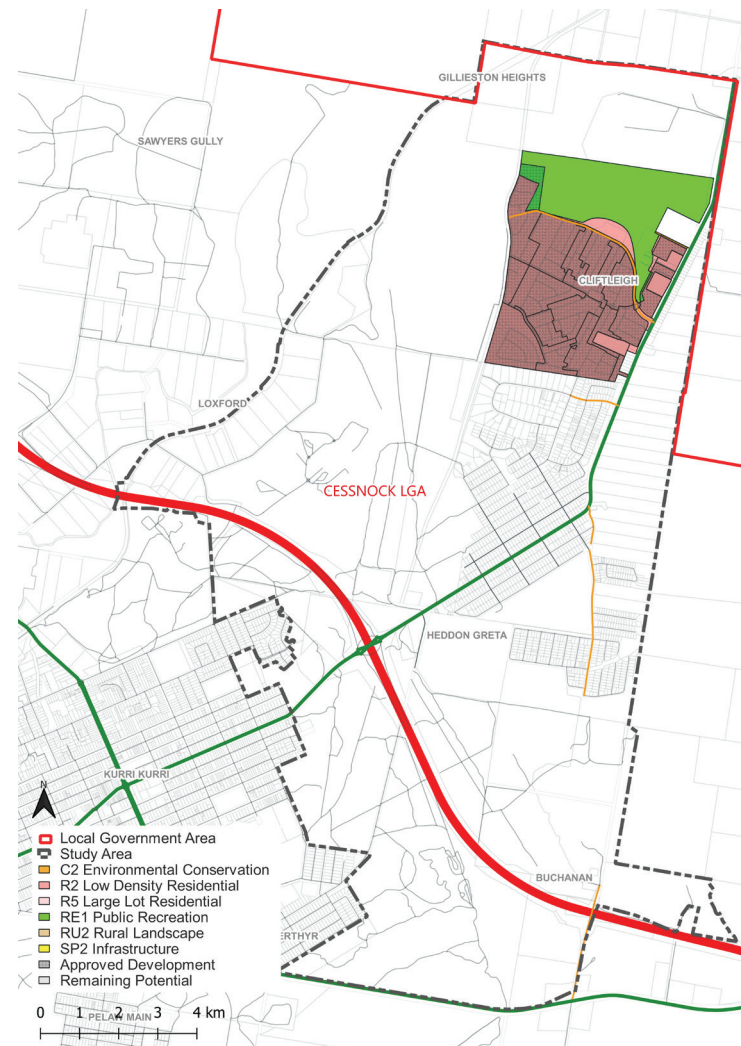 GILLIESTON HEIGHTS
SAWYERS GULLY
CLIFTLEIGH
LOXFORD
CESSNOCK LGA
HEDDON GRETA
KURRI KURRI
N
BUCHANAN
Local Government Area
Study Area
C2 Environmental Conservation
R2 Low Density Residential
R5 Large Lot Residential
RE1 Public Recreation
RU2 Rural Landscape
SP2 Infrastructure
Approved Development
Remaining Potential
ERTHYR
0 1 2 3 4 km
PELAW MAIN